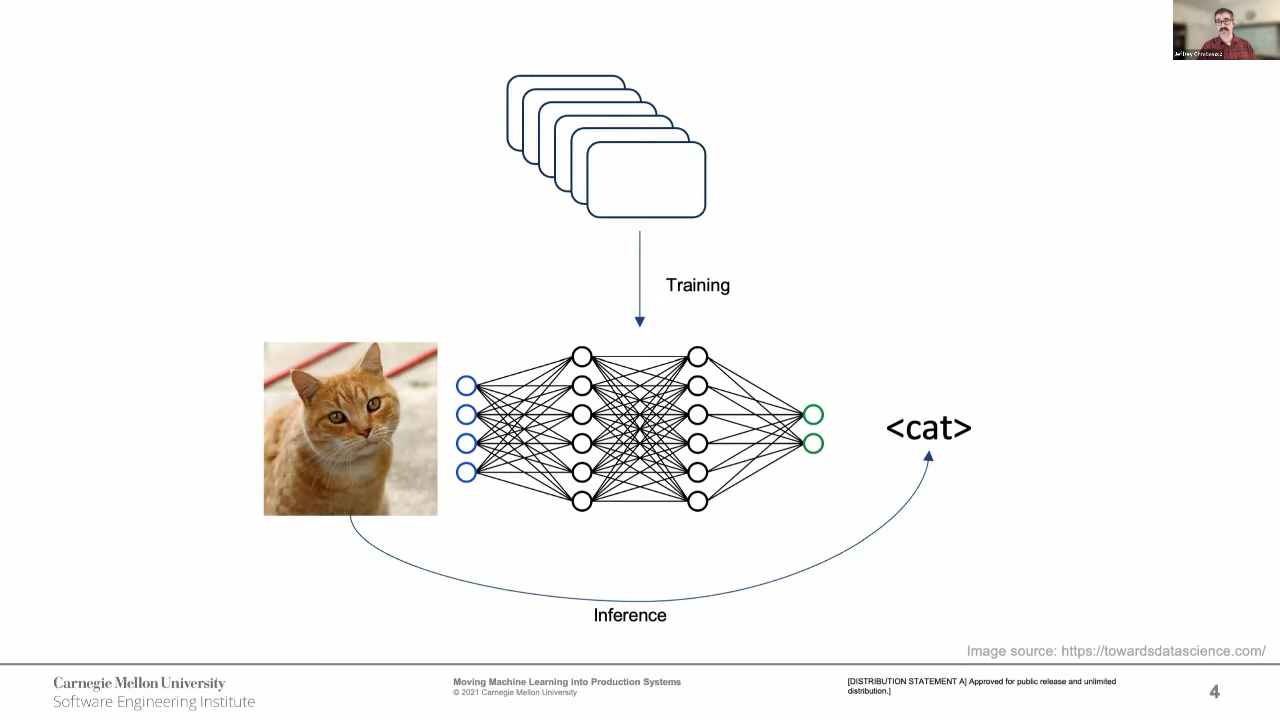 Training
<cat>
Inference
Image source: https://towardsdatascience.com/
Carnegie Mellon University
Software Engineering Institute
Moving Machine Learning into Production Systems
© 2021 Carnegie Mellon University
[DISTRIBUTION STATEMENT A] Approved for public release and unlimited
distribution.]
4